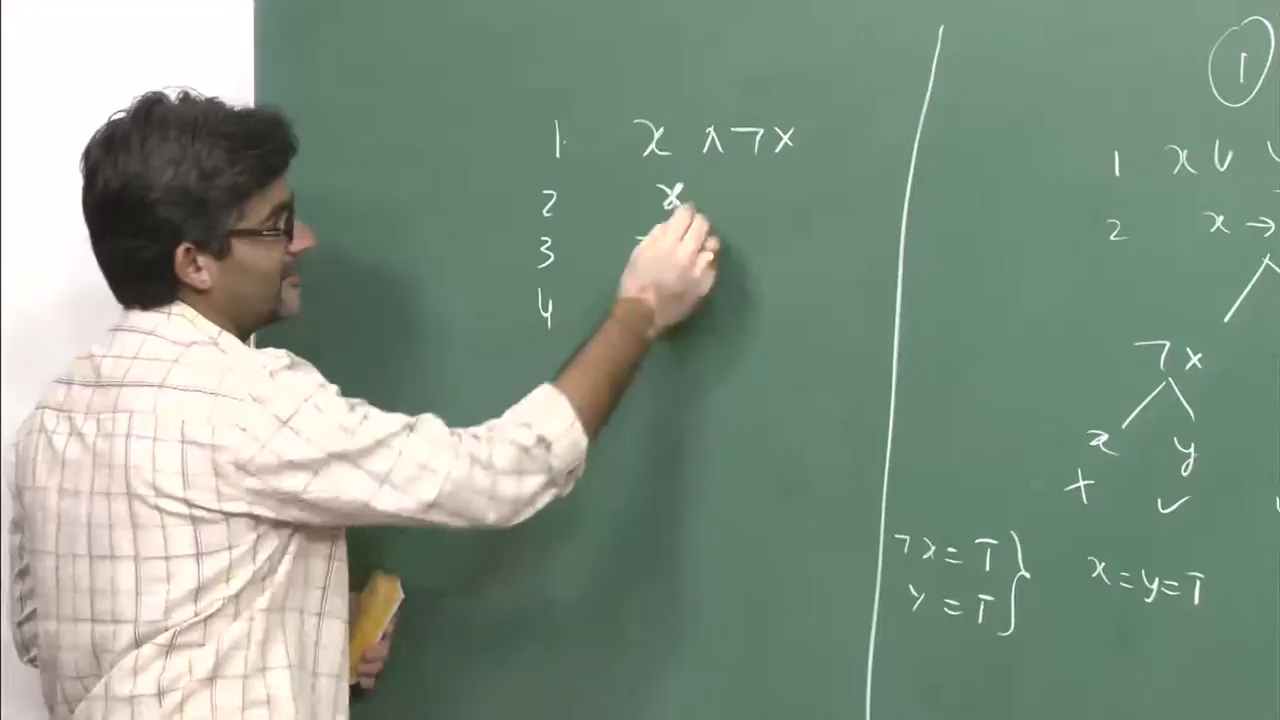 1. x ∧ ¬ x
2 x
3 ¬
4
1
1 x ∨
2 x →
¬ x
x y
+ ✓
¬ x = T }
y = T
x = y = T